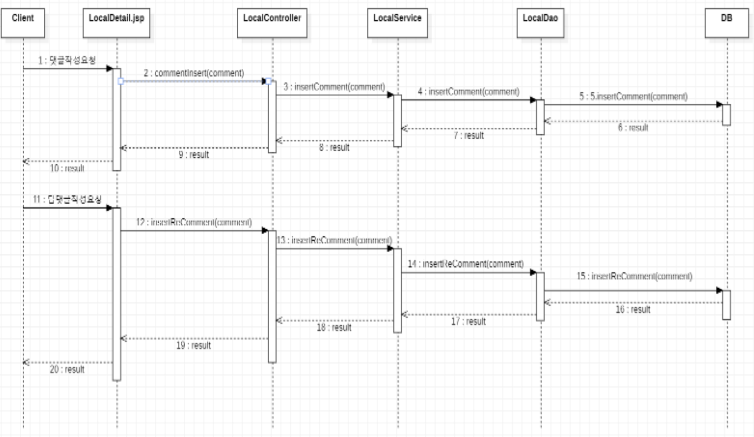 Client LocalDetail.jsp LocalController LocalService LocalDao DB
1 : 댓글작성요청
2 : commentInsert(comment)
3 : insertComment(comment)
4 : insertComment(comment)
5 : 5.insertComment(comment)
6 : result
7 : result
8 : result
9 : result
10 : result
11 : 답댓글작성요청
12 : insertReComment(comment)
13 : insertReComment(comment)
14 : insertReComment(comment)
15 : insertReComment(comment)
16 : result
17 : result
18 : result
19 : result
20 : result